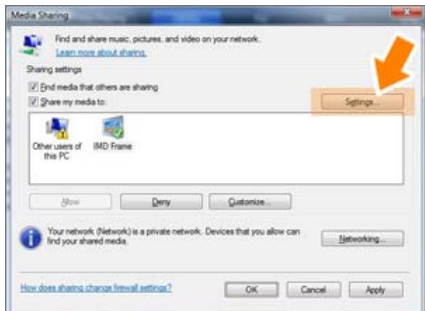 Media Sharing
Find and share music, pictures, and video on your network.
Learn more about sharing.
Sharing settings
Find media that others are sharing
Share my media to:
Settings...
Other users of
this PC
IMD Frame
Allow
Deny
Customize...
Your network (Network) is a private network. Devices that you allow can
find your shared media.
Networking...
How does sharing change firewall settings?
OK
Cancel
Apply